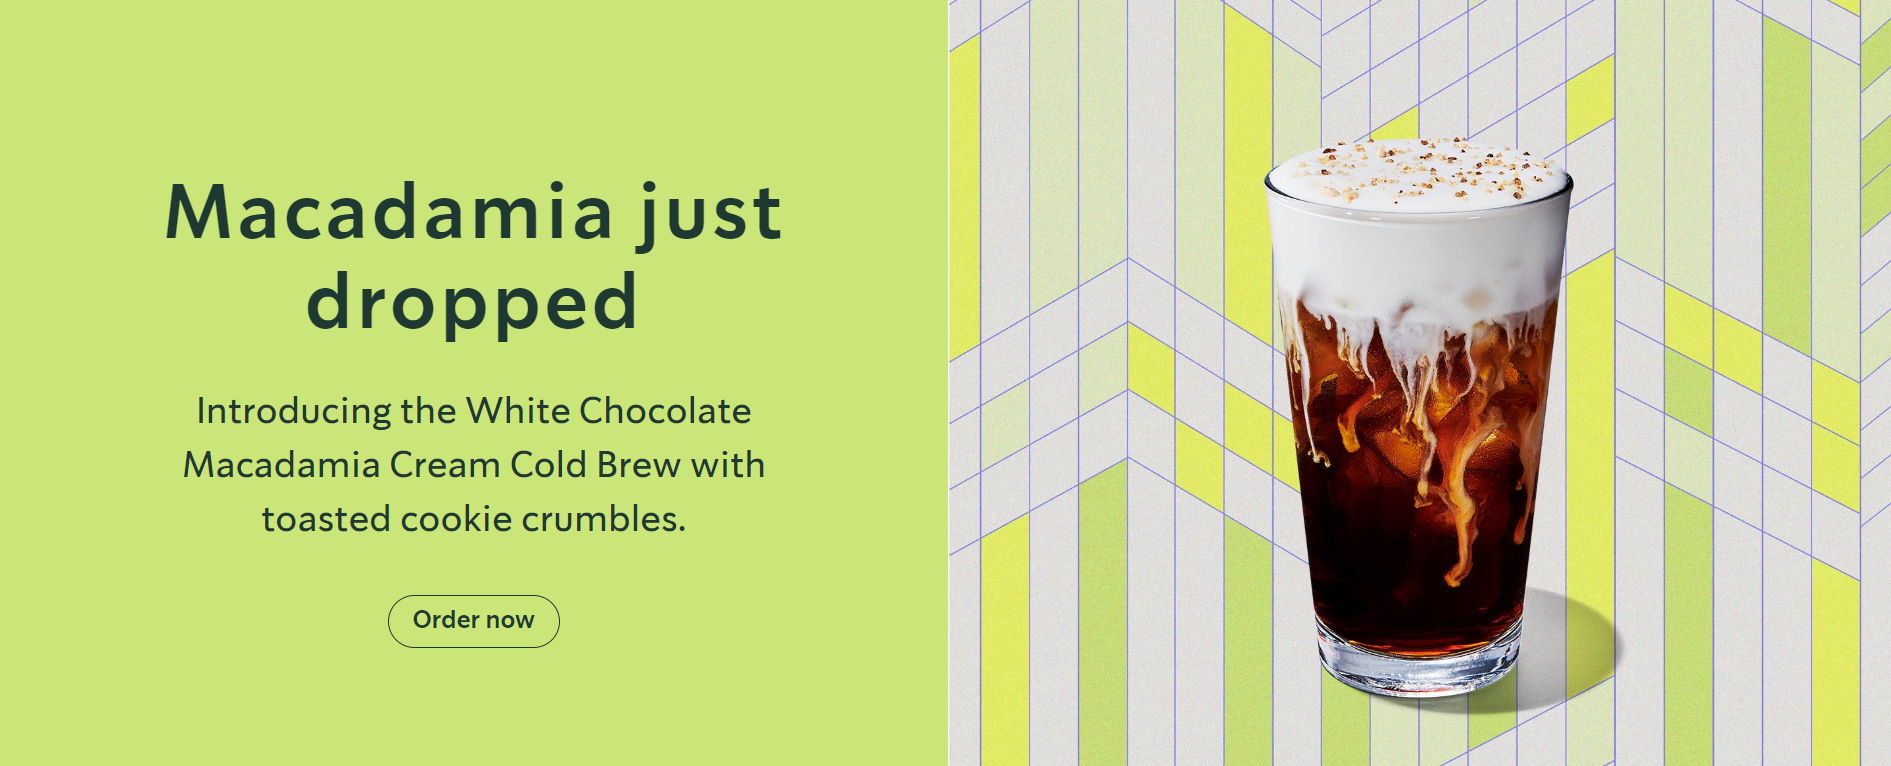 Macadamia just
dropped
Introducing the White Chocolate
Macadamia Cream Cold Brew with
toasted cookie crumbles.
Order now